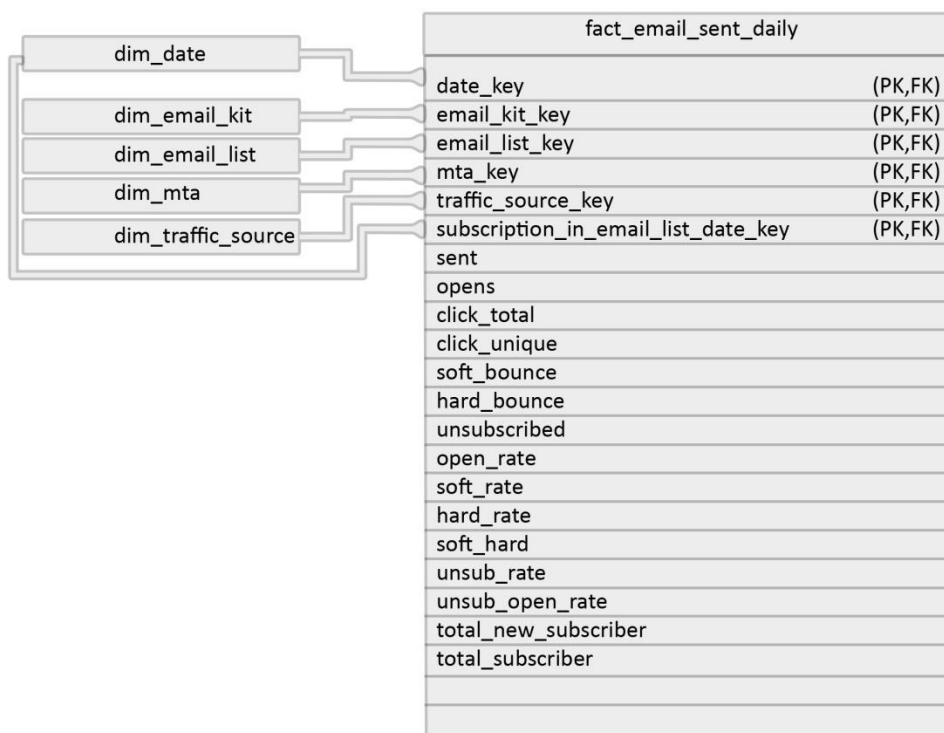 fact_email_sent_daily
dim_date
date_key (PK,FK)
dim_email_kit
email_kit_key (PK,FK)
dim_email_list
email_list_key (PK,FK)
dim_mta
mta_key (PK,FK)
dim_traffic_source
traffic_source_key (PK,FK)
subscription_in_email_list_date_key (PK,FK)
sent
opens
click_total
click_unique
soft_bounce
hard_bounce
unsubscribed
open_rate
soft_rate
hard_rate
soft_hard
unsub_rate
unsub_open_rate
total_new_subscriber
total_subscriber